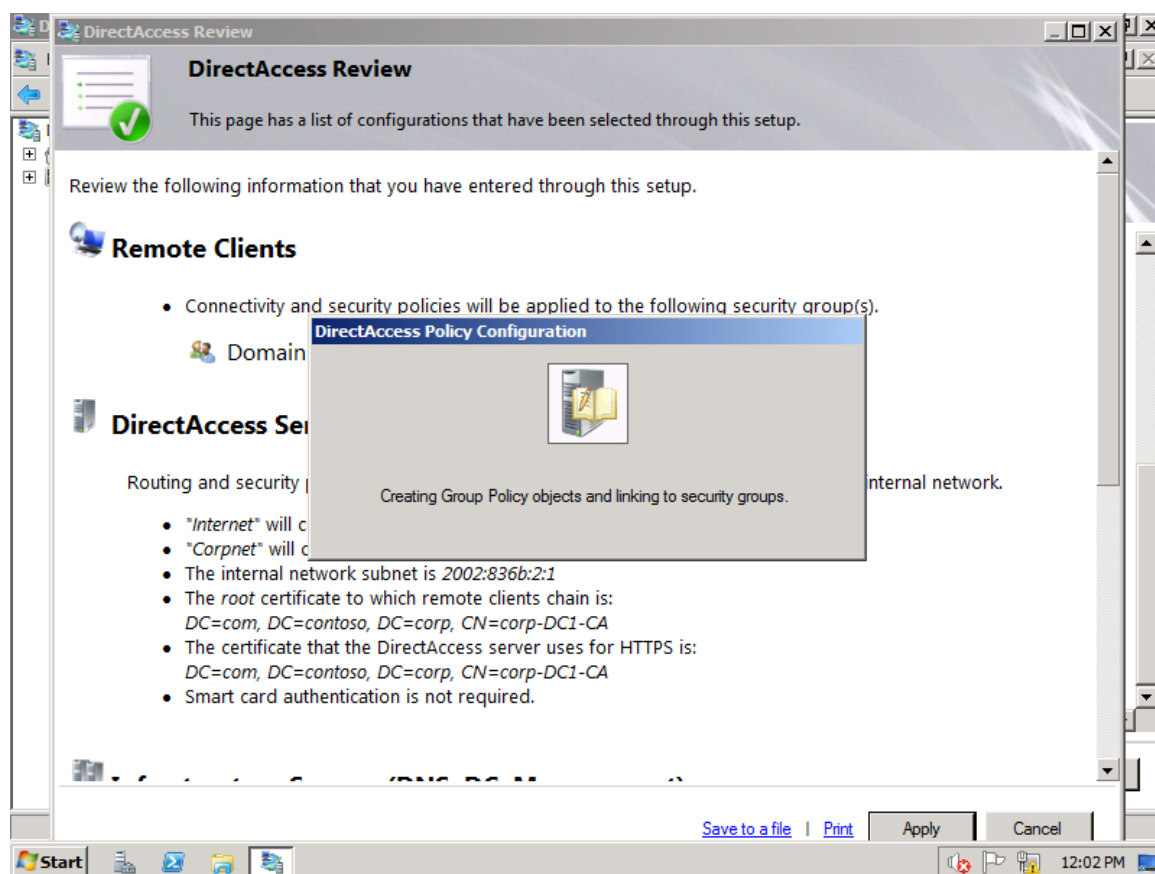 DirectAccess Review
DirectAccess Review
This page has a list of configurations that have been selected through this setup.
Review the following information that you have entered through this setup.
Remote Clients
• Connectivity and security policies will be applied to the following security group(s).
Domain
DirectAccess Policy Configuration
Creating Group Policy objects and linking to security groups.
DirectAccess Ser
Routing and security internal network.
• "Internet" will c
• "Corpnet" will c
• The internal network subnet is 2002:836b:2:1
• The root certificate to which remote clients chain is:
DC=com, DC=contoso, DC=corp, CN=corp-DC1-CA
• The certificate that the DirectAccess server uses for HTTPS is:
DC=com, DC=contoso, DC=corp, CN=corp-DC1-CA
• Smart card authentication is not required.
Save to a file | Print Apply Cancel
Start 12:02 PM